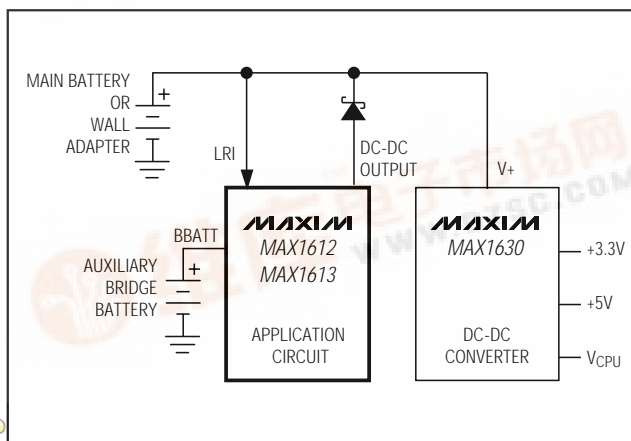 MAIN BATTERY
OR
WALL
ADAPTER
+
LRI
DC-DC
OUTPUT
V+
BBATT
+
AUXILIARY
BRIDGE
BATTERY
MAXIM
MAX1612
MAX1613
APPLICATION
CIRCUIT
MAXIM
MAX1630
DC-DC
CONVERTER
+3.3V
+5V
VCPU